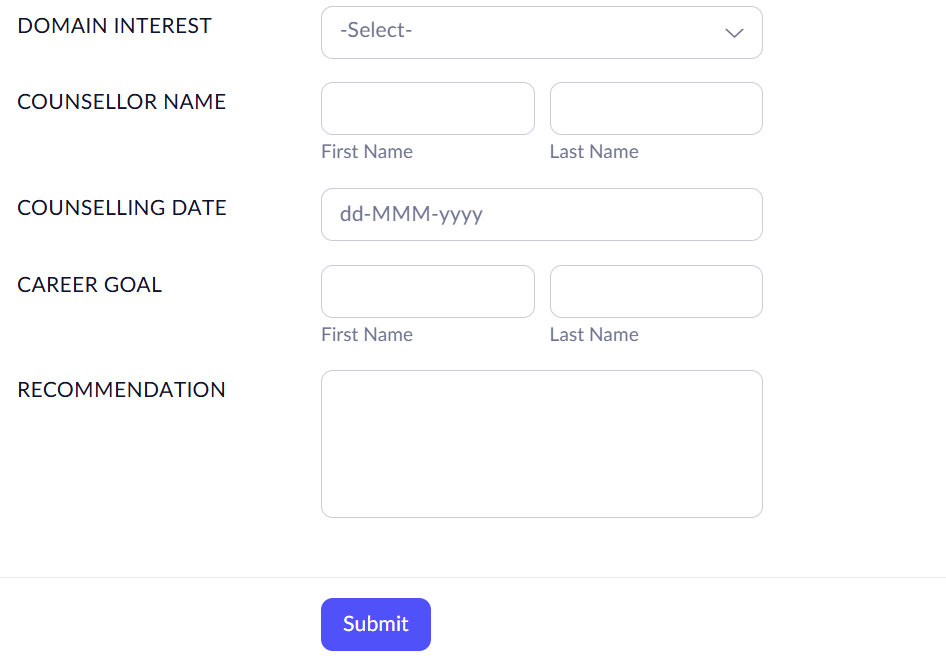 DOMAIN INTEREST
-Select-
COUNSELLOR NAME
First Name
Last Name
COUNSELLING DATE
dd-MMM-yyyy
CAREER GOAL
First Name
Last Name
RECOMMENDATION
Submit